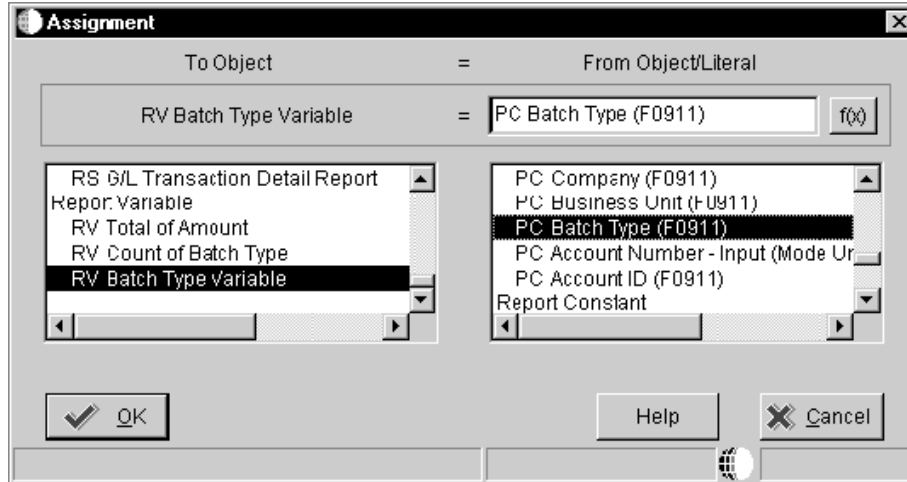 Assignment
To Object = From Object/Literal
RV Batch Type Variable = PC Batch Type (F0911) f(x)
RS G/L Transaction Detail Report
Report Variable
RV Total of Amount
RV Count of Batch Type
RV Batch Type Variable
PC Company (F0911)
PC Business Unit (F0911)
PC Batch Type (F0911)
PC Account Number - Input (Mode Ur
PC Account ID (F0911)
Report Constant
OK Help Cancel